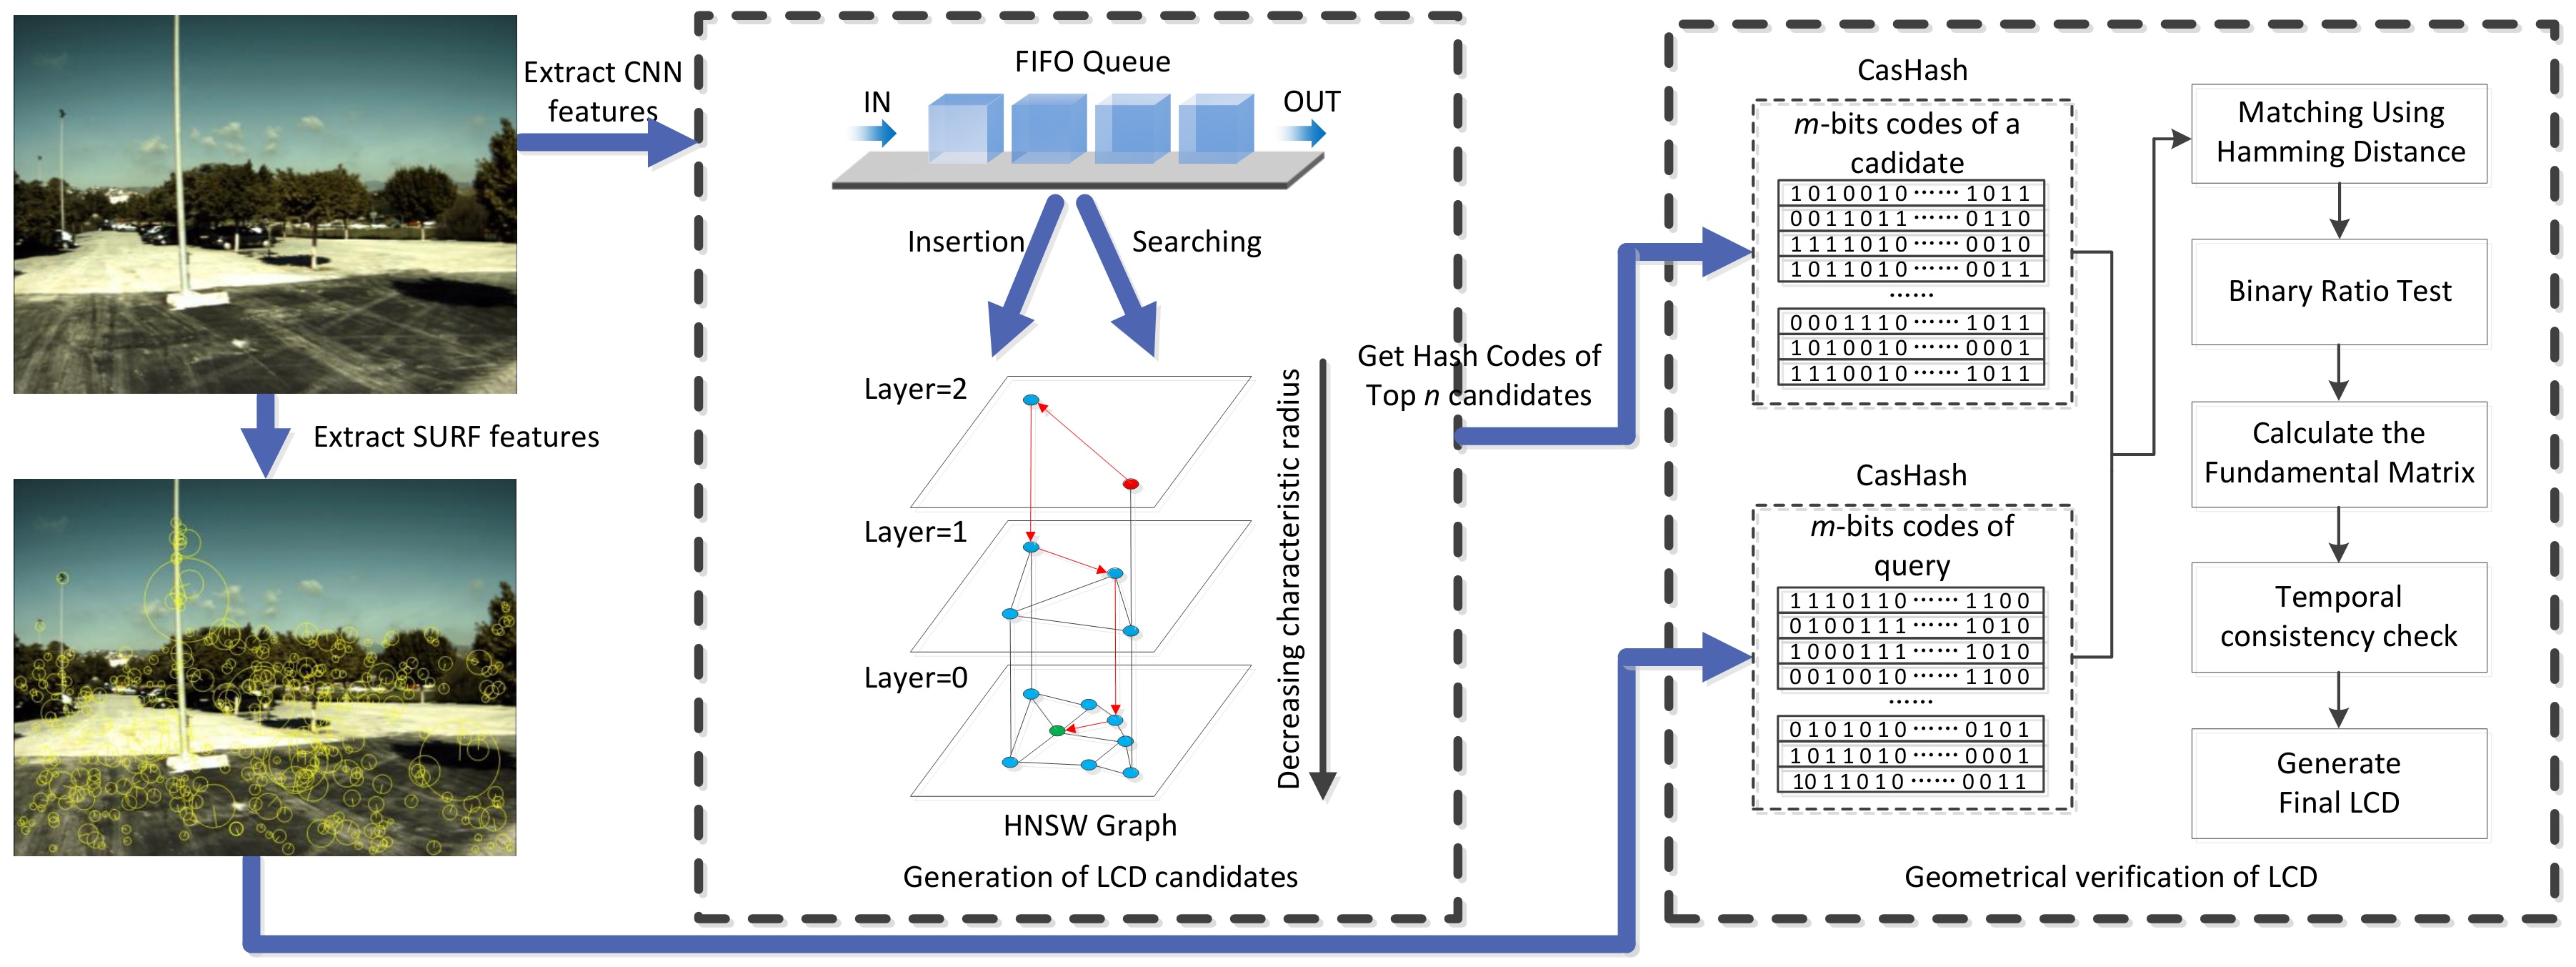 Extract CNN
features
Extract SURF features
FIFO Queue
IN
OUT
Insertion
Searching
Layer=2
Layer=1
Layer=0
Decreasing characteristic radius
HNSW Graph
Generation of LCD candidates
Get Hash Codes of
Top n candidates
CasHash
m-bits codes of a
cadidate
1010010······1011
0011011······0110
1111010······0010
1011010······0011
······
0001110······1011
1010010······0001
1110010······1011
CasHash
m-bits codes of
query
1110110······1100
0100111······1010
1000111······1010
0010010······1100
······
0101010······0101
1011010······0001
1011010······0011
Matching Using
Hamming Distance
Binary Ratio Test
Calculate the
Fundamental Matrix
Temporal
consistency check
Generate
Final LCD
Geometrical verification of LCD